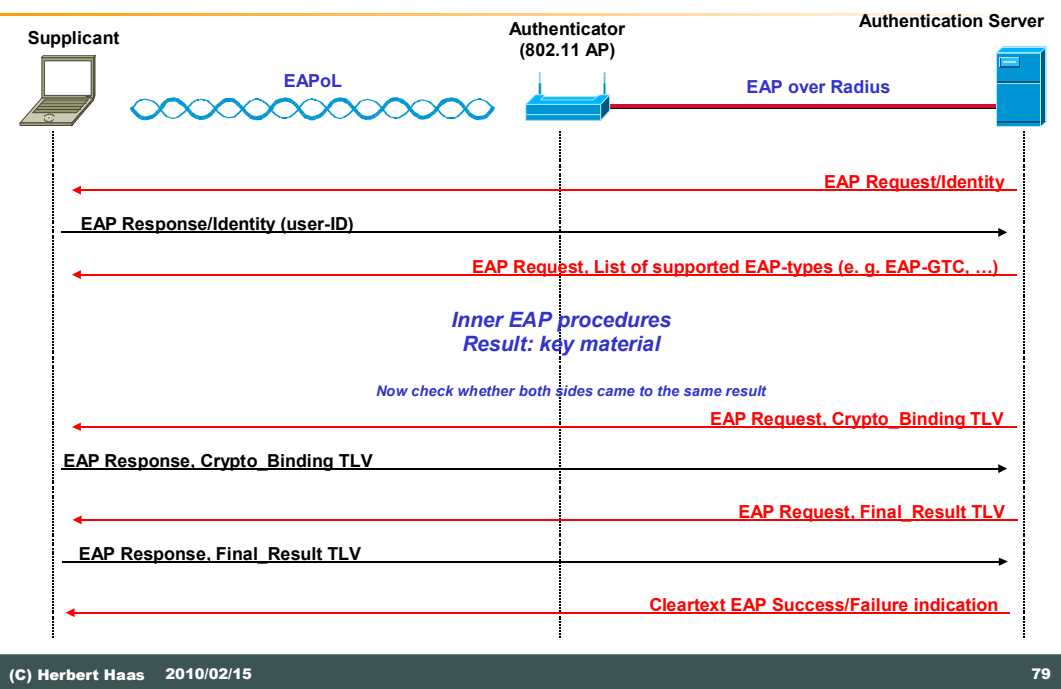 Supplicant
Authenticator
(802.11 AP)
Authentication Server
EAPoL
EAP over Radius
EAP Request/Identity
EAP Response/Identity (user-ID)
EAP Request, List of supported EAP-types (e. g. EAP-GTC, …)
Inner EAP procedures
Result: key material
Now check whether both sides came to the same result
EAP Request, Crypto_Binding TLV
EAP Response, Crypto_Binding TLV
EAP Request, Final_Result TLV
EAP Response, Final_Result TLV
Cleartext EAP Success/Failure indication
(C) Herbert Haas 2010/02/15 79